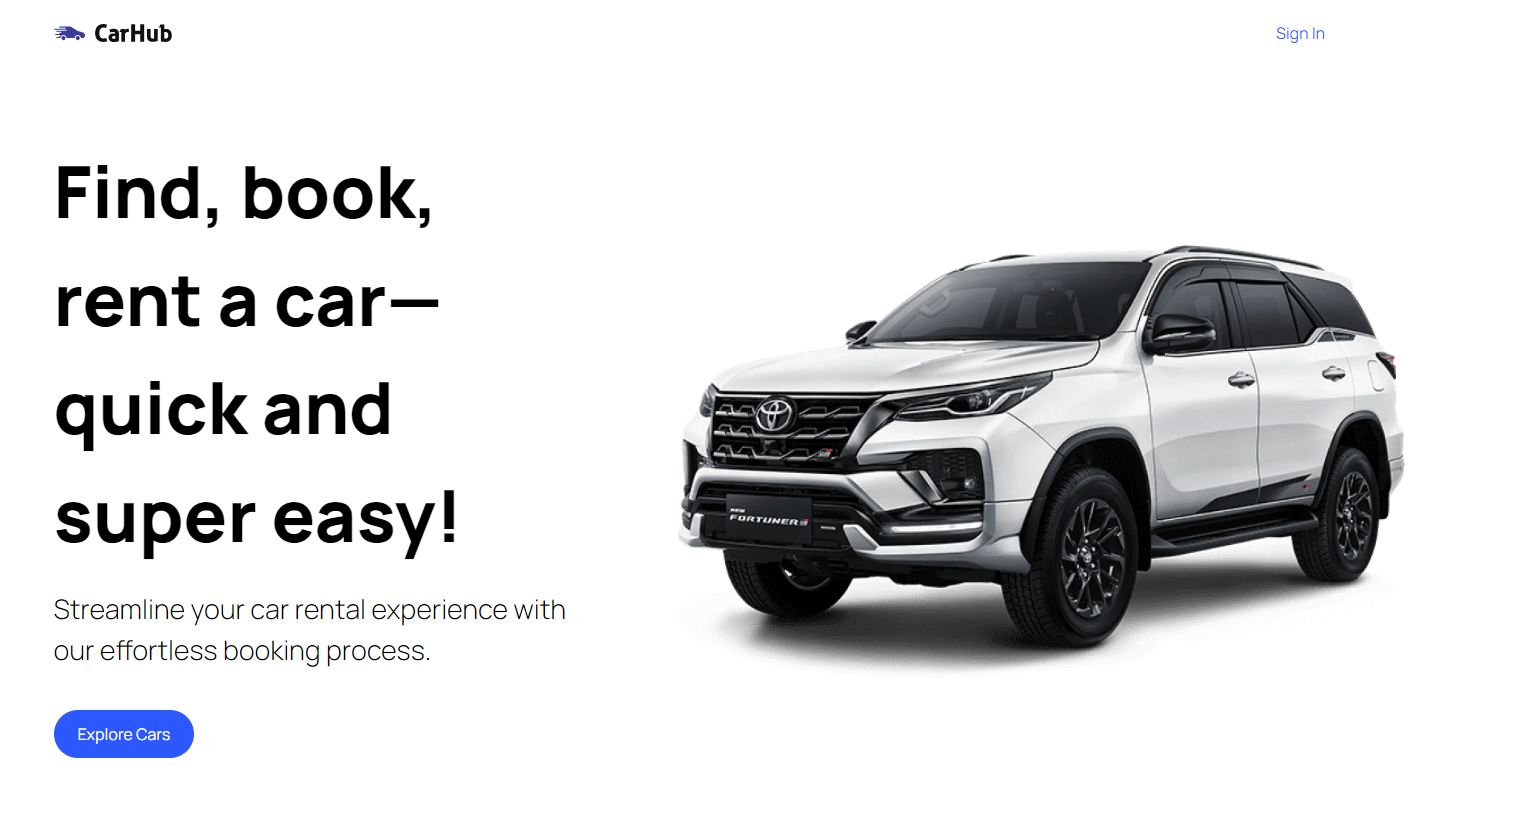 CarHub
Sign In
Find, book,
rent a car—
quick and
super easy!
Streamline your car rental experience with
our effortless booking process.
Explore Cars
NEW
FORTUNER GR